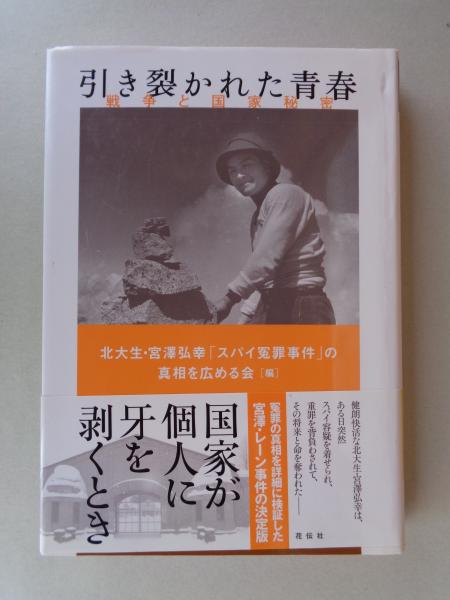 引き裂かれた青春
戦争と国家秘密
北大生・宮澤弘幸「スパイ冤罪事件」の
真相を広める会［編］
健朗快活な北大生・宮澤弘幸は、
ある日突然
スパイ容疑を着せられ、
重罪を背負わされて、
その将来と命を奪われた――
冤罪の真相を詳細に検証した
宮澤・レーン事件の決定版
国家が
個人に
牙を
剥くとき
花伝社